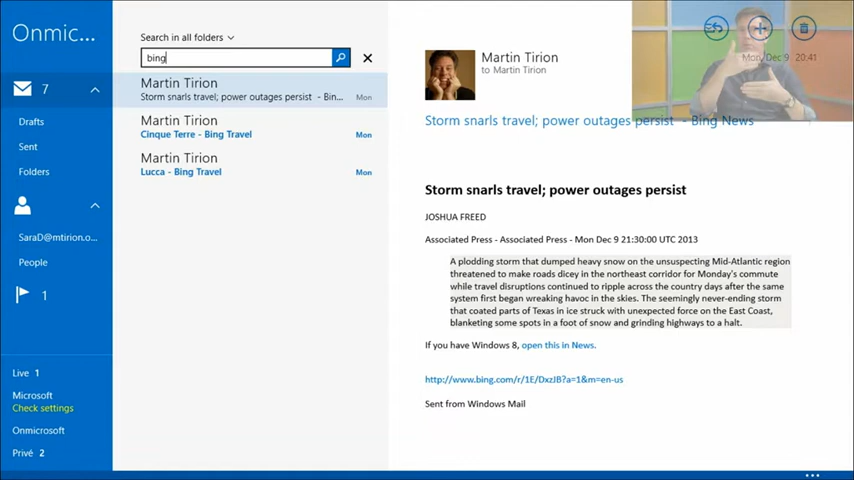 Onmic...
7
Drafts
Sent
Folders
SaraD@mtirion.o...
People
1
Live 1
Microsoft
Check settings
Onmicrosoft
Privé 2
Search in all folders
bing
Martin Tirion
Storm snarls travel; power outages persist - Bin... Mon
Martin Tirion
Cinque Terre - Bing Travel Mon
Martin Tirion
Lucca - Bing Travel Mon
Martin Tirion
to Martin Tirion
Mon, Dec 9 20:41
Storm snarls travel; power outages persist - Bing News
Storm snarls travel; power outages persist
JOSHUA FREED
Associated Press - Associated Press - Mon Dec 9 21:30:00 UTC 2013
A plodding storm that dumped heavy snow on the unsuspecting Mid-Atlantic region
threatened to make roads dicey in the northeast corridor for Monday's commute
while travel disruptions continued to ripple across the country days after the same
system first began wreaking havoc in the skies. The seemingly never-ending storm
that coated parts of Texas in ice struck with unexpected force on the East Coast,
blanketing some spots in a foot of snow and grinding highways to a halt.
If you have Windows 8, open this in News.
http://www.bing.com/r/1E/DxzJB?a=1&m=en-us
Sent from Windows Mail